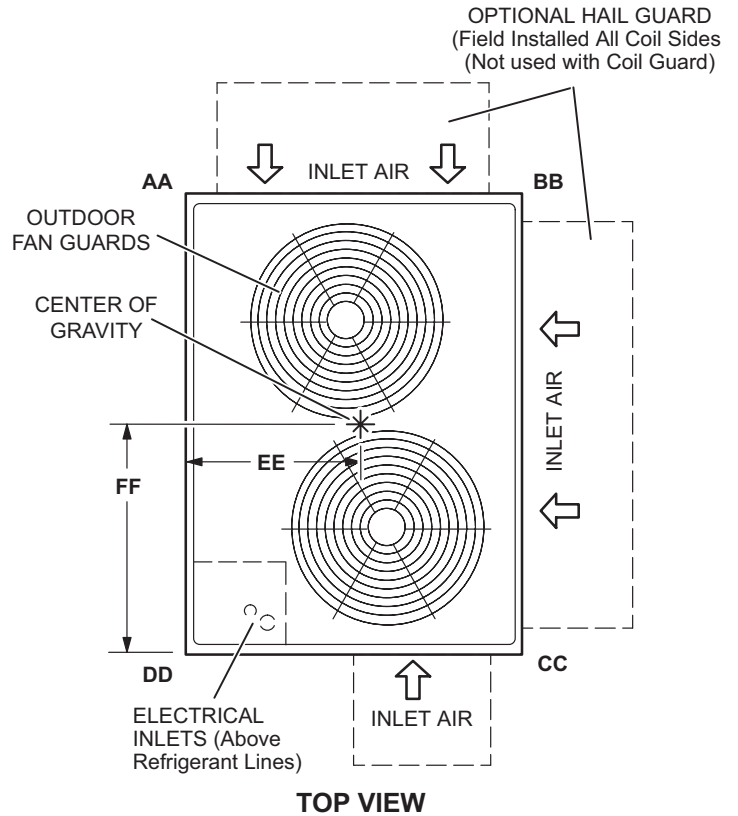 OPTIONAL HAIL GUARD
(Field Installed All Coil Sides
(Not used with Coil Guard)
AA
INLET AIR
BB
OUTDOOR
FAN GUARDS
CENTER OF
GRAVITY
INLET AIR
EE
FF
DD
CC
ELECTRICAL
INLETS (Above
Refrigerant Lines)
INLET AIR
TOP VIEW